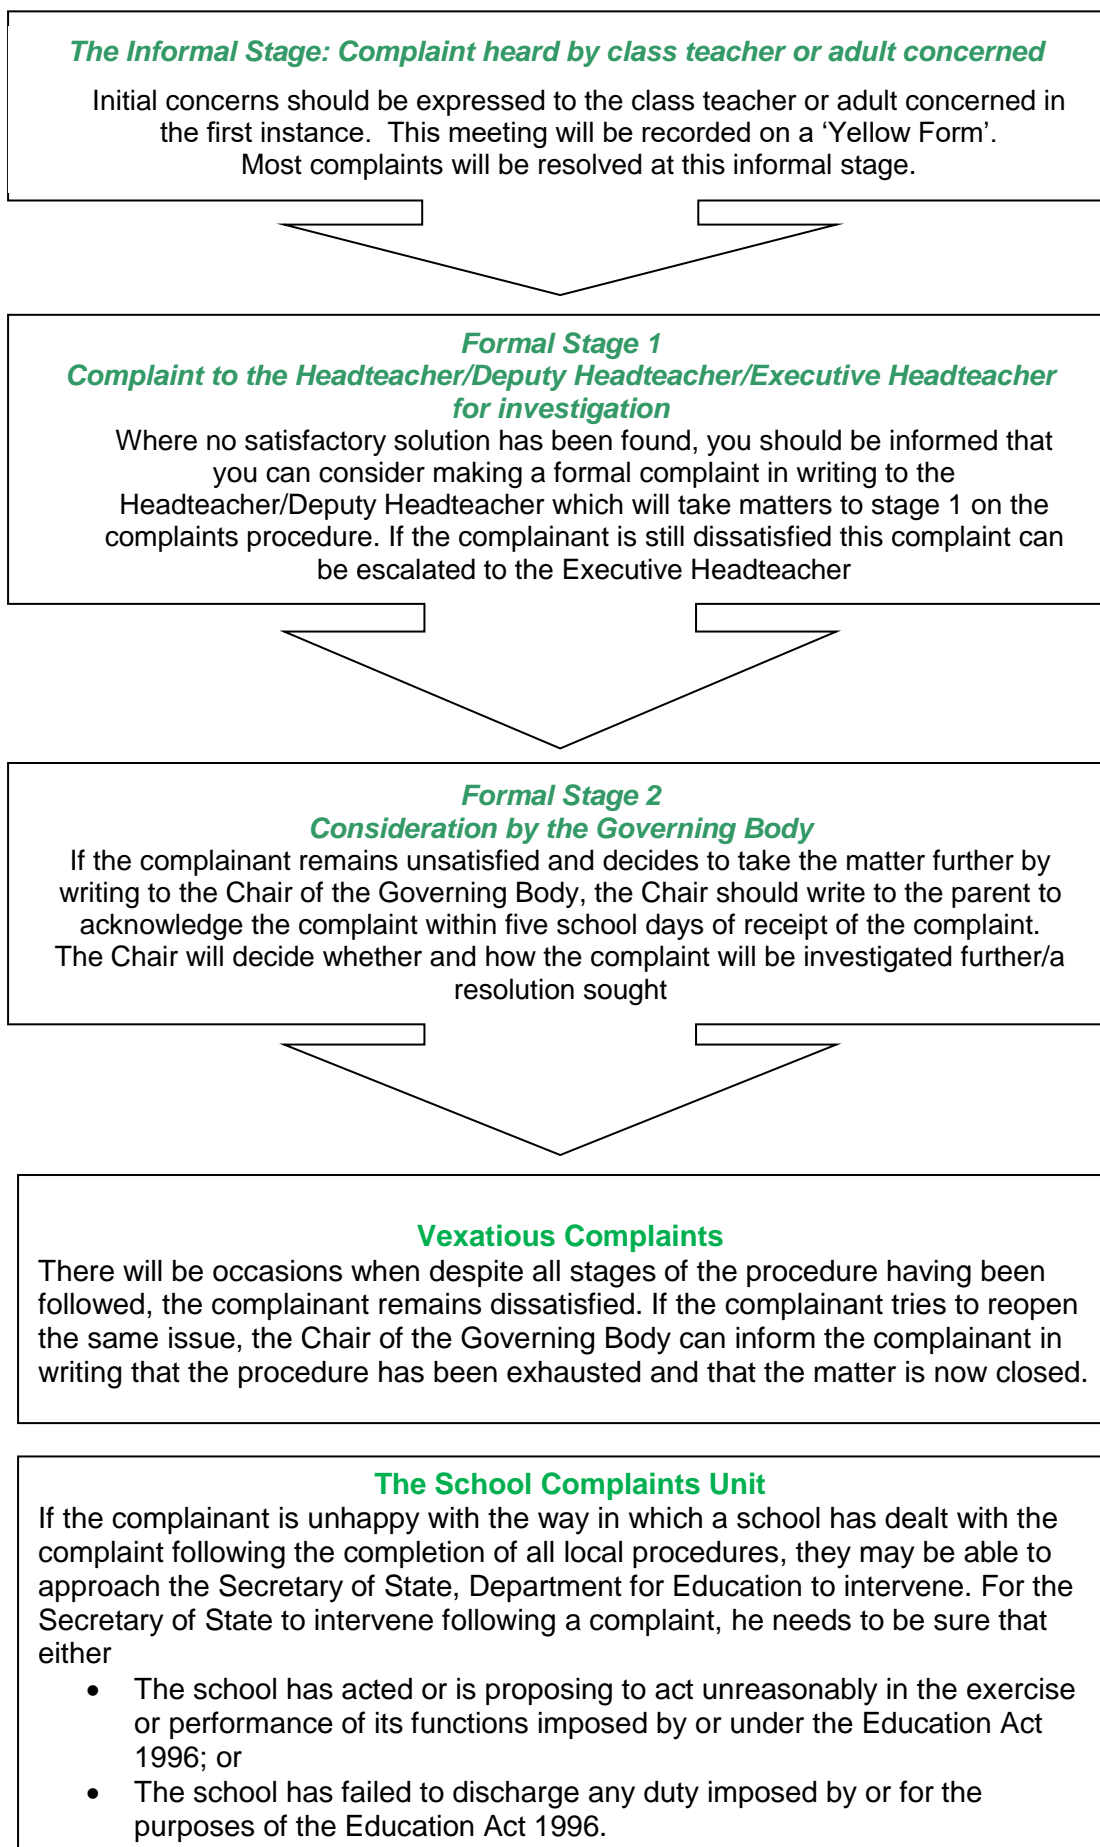 The Informal Stage: Complaint heard by class teacher or adult concerned
Initial concerns should be expressed to the class teacher or adult concerned in
the first instance.  This meeting will be recorded on a ‘Yellow Form’.
Most complaints will be resolved at this informal stage.
Formal Stage 1
Complaint to the Headteacher/Deputy Headteacher/Executive Headteacher
for investigation
Where no satisfactory solution has been found, you should be informed that
you can consider making a formal complaint in writing to the
Headteacher/Deputy Headteacher which will take matters to stage 1 on the
complaints procedure. If the complainant is still dissatisfied this complaint can
be escalated to the Executive Headteacher
Formal Stage 2
Consideration by the Governing Body
If the complainant remains unsatisfied and decides to take the matter further by
writing to the Chair of the Governing Body, the Chair should write to the parent to
acknowledge the complaint within five school days of receipt of the complaint.
The Chair will decide whether and how the complaint will be investigated further/a
resolution sought
Vexatious Complaints
There will be occasions when despite all stages of the procedure having been
followed, the complainant remains dissatisfied. If the complainant tries to reopen
the same issue, the Chair of the Governing Body can inform the complainant in
writing that the procedure has been exhausted and that the matter is now closed.
The School Complaints Unit
If the complainant is unhappy with the way in which a school has dealt with the
complaint following the completion of all local procedures, they may be able to
approach the Secretary of State, Department for Education to intervene. For the
Secretary of State to intervene following a complaint, he needs to be sure that
either
• The school has acted or is proposing to act unreasonably in the exercise
or performance of its functions imposed by or under the Education Act
1996; or
• The school has failed to discharge any duty imposed by or for the
purposes of the Education Act 1996.